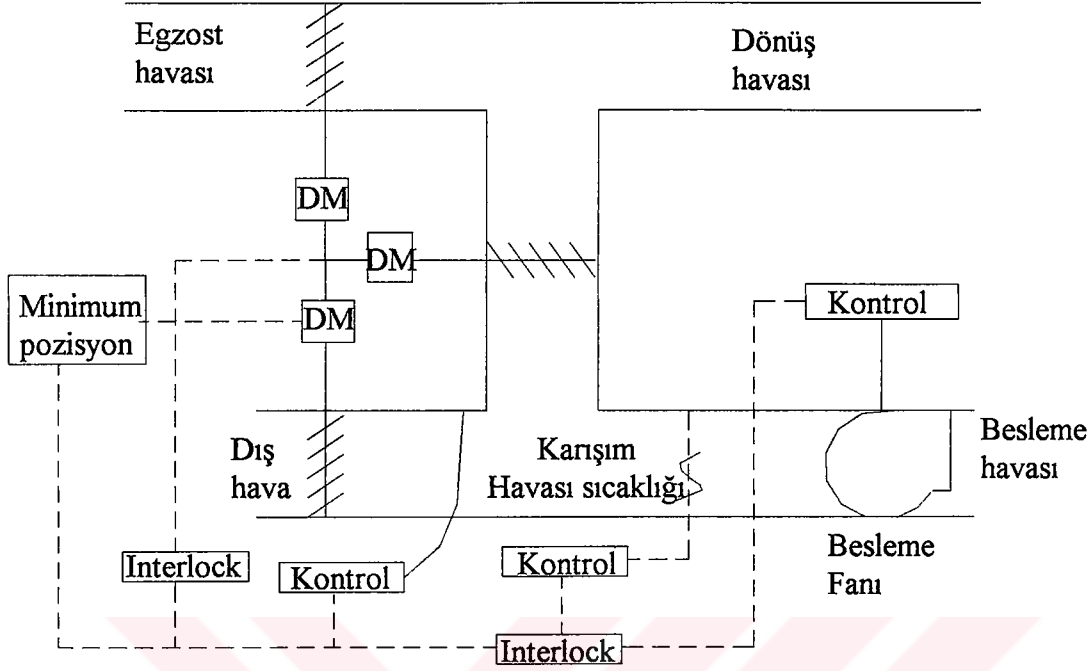 Egzost
havası
Dönüş
havası
DM
DM
DM
Minimum
pozisyon
Kontrol
Dış
hava
Karışım
Havası sıcaklığı
Besleme
havası
Besleme
Fanı
Interlock
Kontrol
Kontrol
Interlock